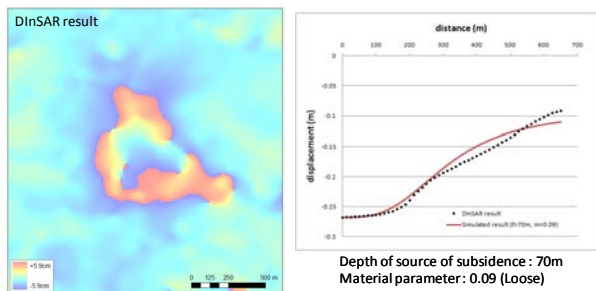 DInSAR result
+5.9cm
-5.9cm
0 125 250 500 m
distance (m)
0 100 200 300 400 500 600 700
0
-0.05
-0.1
-0.15
-0.2
-0.25
-0.3
displacement (m)
DInSAR result
Simulated result (f=70m, m=0.09)
Depth of source of subsidence : 70m
Material parameter : 0.09 (Loose)